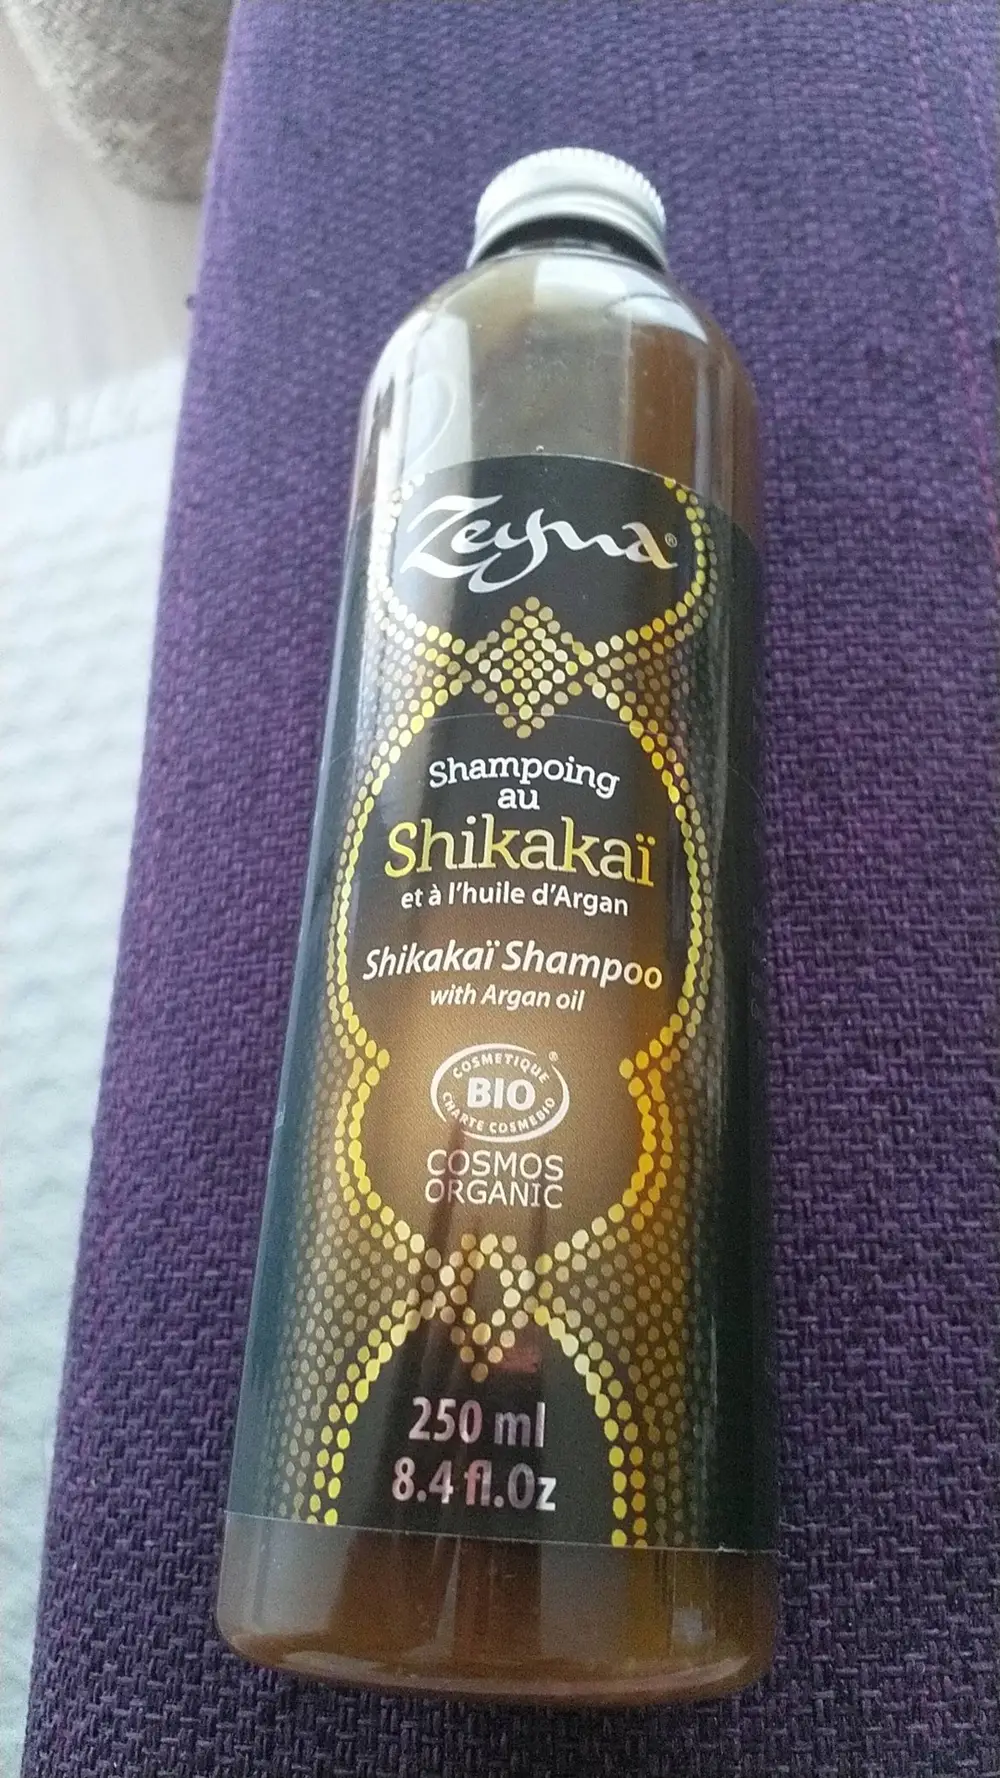 Zeyna®
Shampoing
au
Shikakaï
et à l'huile d'Argan
Shikakaï Shampoo
with Argan oil
COSMETIQUE ®
BIO
CHARTE COSMEBIO
COSMOS
ORGANIC
250 ml
8.4 fl.Oz